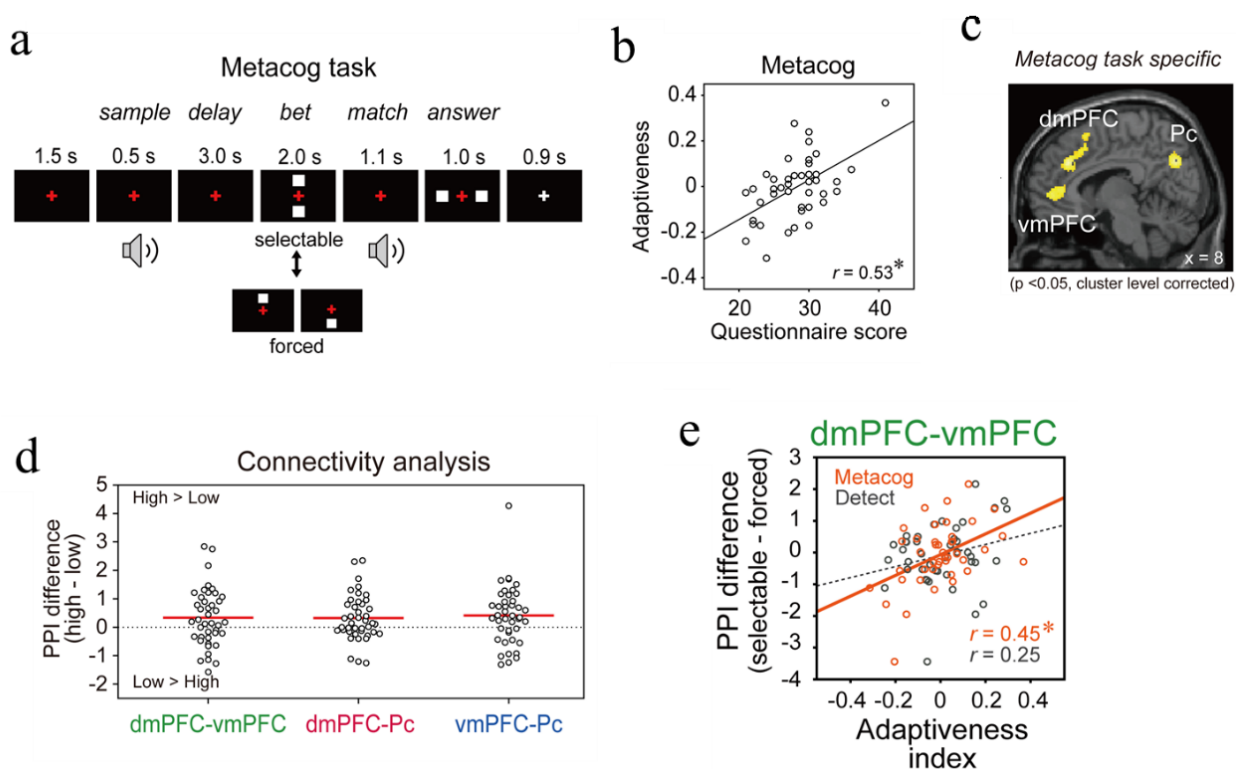 a
Metacog task
sample delay bet match answer
1.5 s 0.5 s 3.0 s 2.0 s 1.1 s 1.0 s 0.9 s
selectable
forced
b
Metacog
Adaptiveness
0.4
0.2
0
-0.2
-0.4
r = 0.53*
20 30 40
Questionnaire score
c
Metacog task specific
dmPFC
Pc
vmPFC
x = 8
(p <0.05, cluster level corrected)
d
Connectivity analysis
PPI difference
(high - low)
5
4
3
2
1
0
-1
-2
High > Low
Low > High
dmPFC-vmPFC dmPFC-Pc vmPFC-Pc
e
dmPFC-vmPFC
PPI difference
(selectable - forced)
3
2
1
0
-1
-2
-3
-4
Metacog
Detect
r = 0.45*
r = 0.25
-0.4 -0.2 0 0.2 0.4
Adaptiveness
index